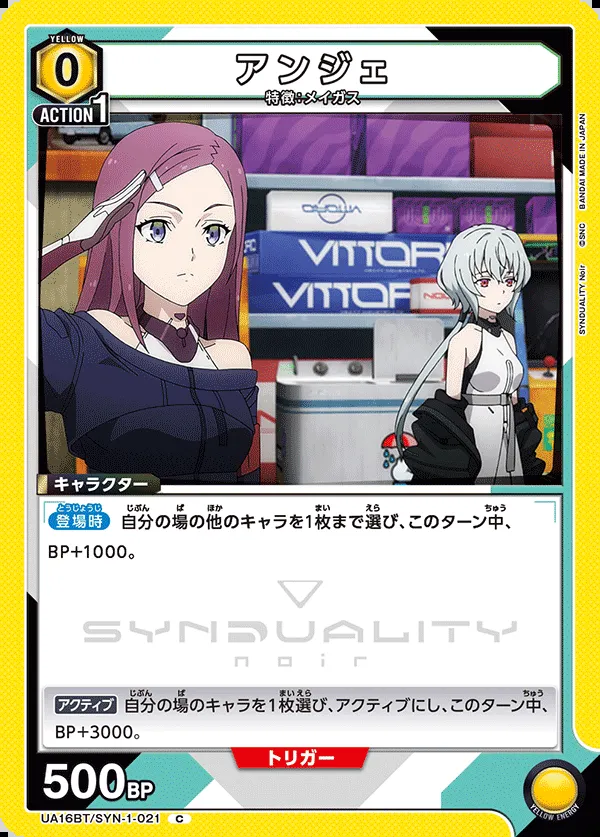 YELLOW
0
アンジェ
特徴:メイガス
ACTION 1
VITTOR
VITTOR
キャラクター
登場時 自分の場の他のキャラを1枚まで選び、このターン中、
BP+1000。
SYNDUALITY
noir
アクティブ 自分の場のキャラを1枚選び、アクティブにし、このターン中、
BP+3000。
トリガー
500BP
YELLOW ENERGY
UA16BT/SYN-1-021 C
SYNDUALITY Noir ©SNC BANDAI MADE IN JAPAN